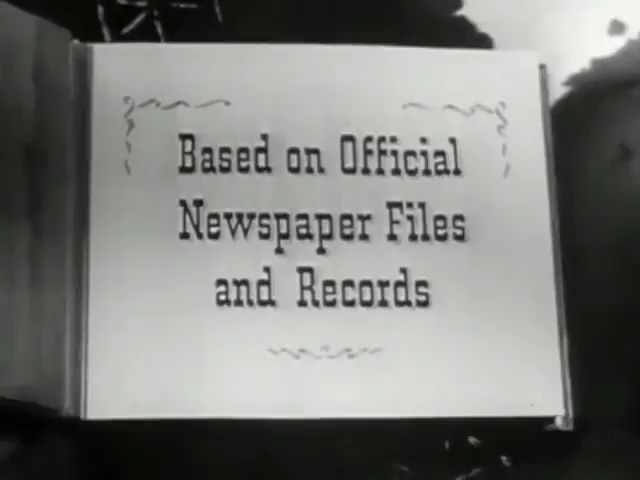 Based on Official
Newspaper Files
and Records